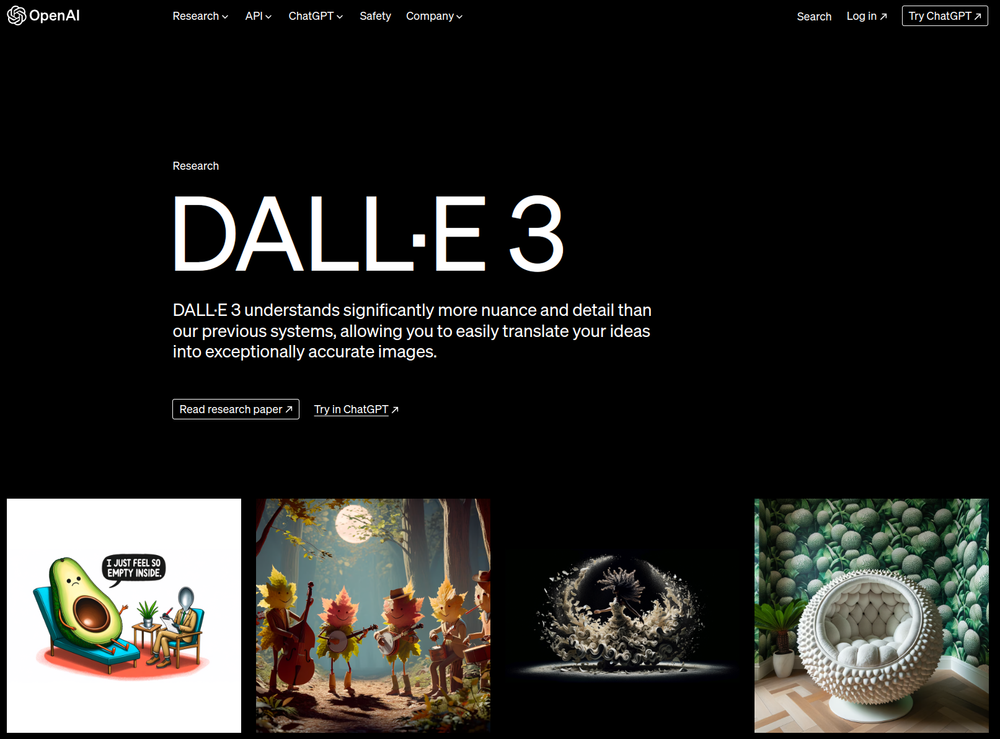 OpenAI
Research API ChatGPT Safety Company
Search Log in Try ChatGPT
Research
DALL·E 3
DALL·E 3 understands significantly more nuance and detail than
our previous systems, allowing you to easily translate your ideas
into exceptionally accurate images.
Read research paper Try in ChatGPT
I JUST FEEL SO
EMPTY INSIDE.